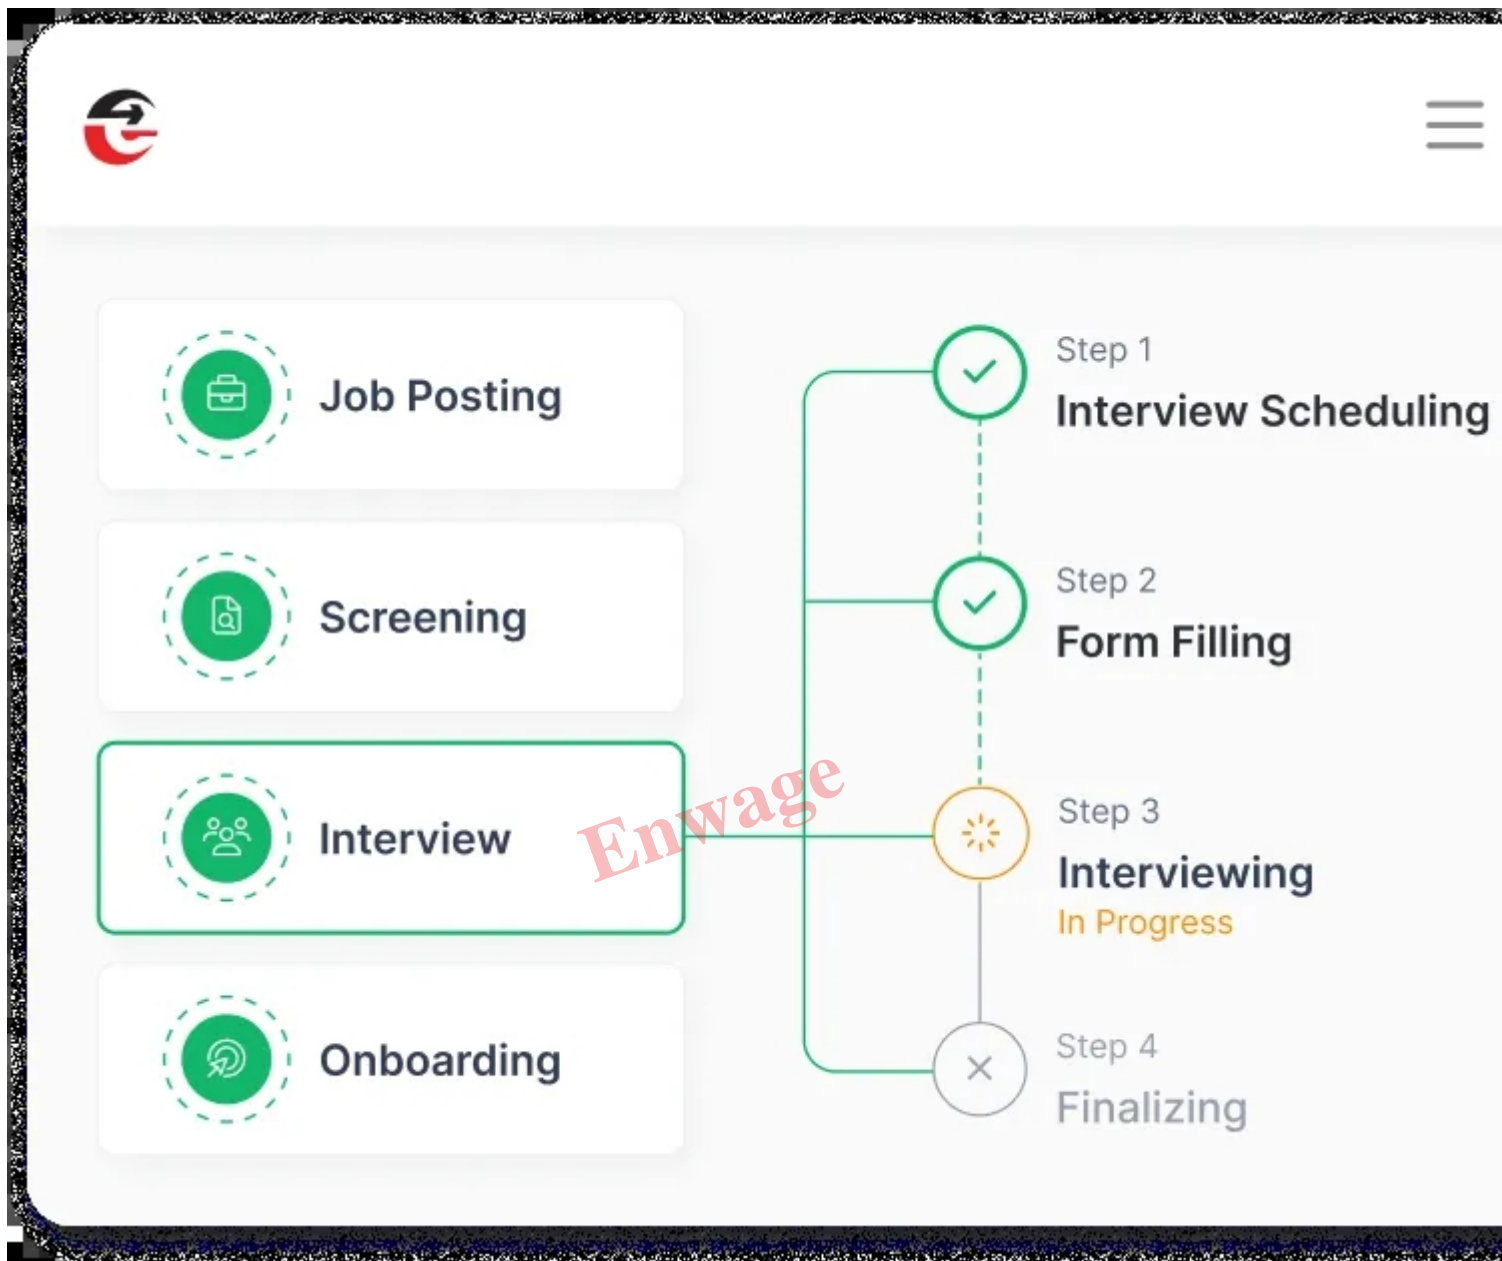 Job Posting
Screening
Interview
Onboarding
Enwage
Step 1
Interview Scheduling
Step 2
Form Filling
Step 3
Interviewing
In Progress
Step 4
Finalizing